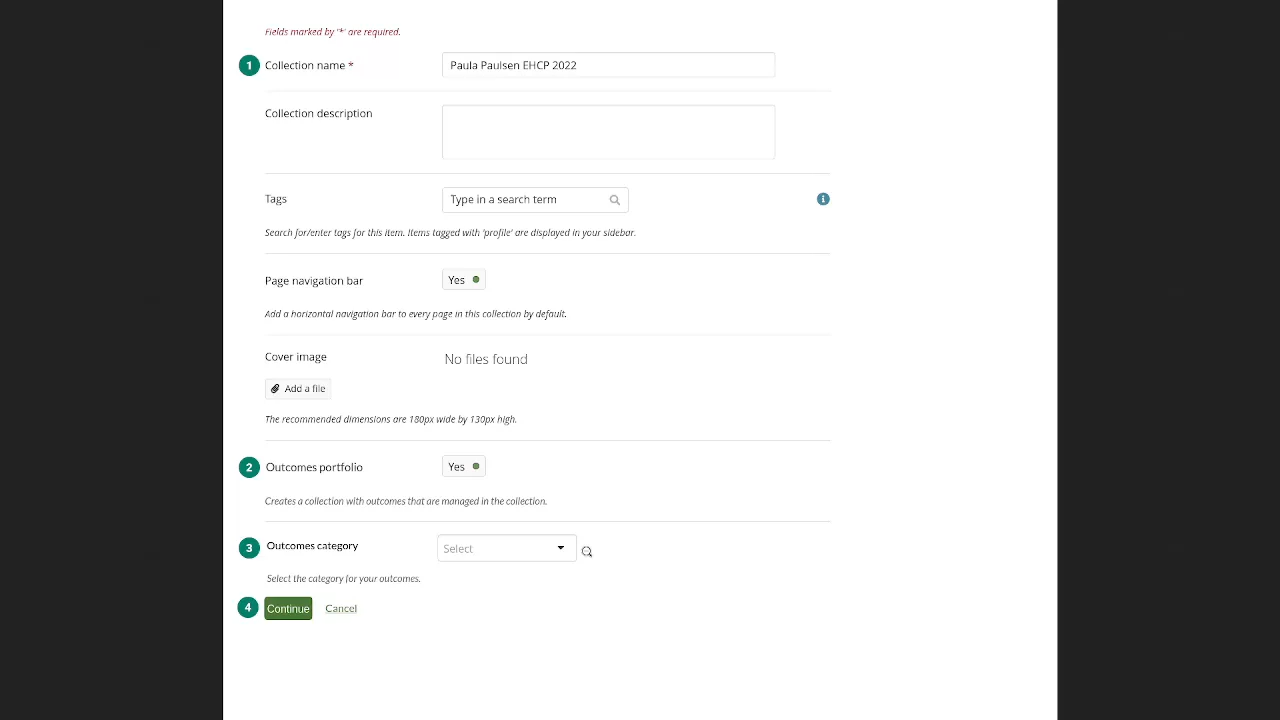 Fields marked by '*' are required.
1 Collection name * Paula Paulsen EHCP 2022
Collection description
Tags Type in a search term
Search for/enter tags for this item. Items tagged with 'profile' are displayed in your sidebar.
Page navigation bar Yes
Add a horizontal navigation bar to every page in this collection by default.
Cover image No files found
Add a file
The recommended dimensions are 180px wide by 130px high.
2 Outcomes portfolio Yes
Creates a collection with outcomes that are managed in the collection.
3 Outcomes category Select
Select the category for your outcomes.
4 Continue Cancel